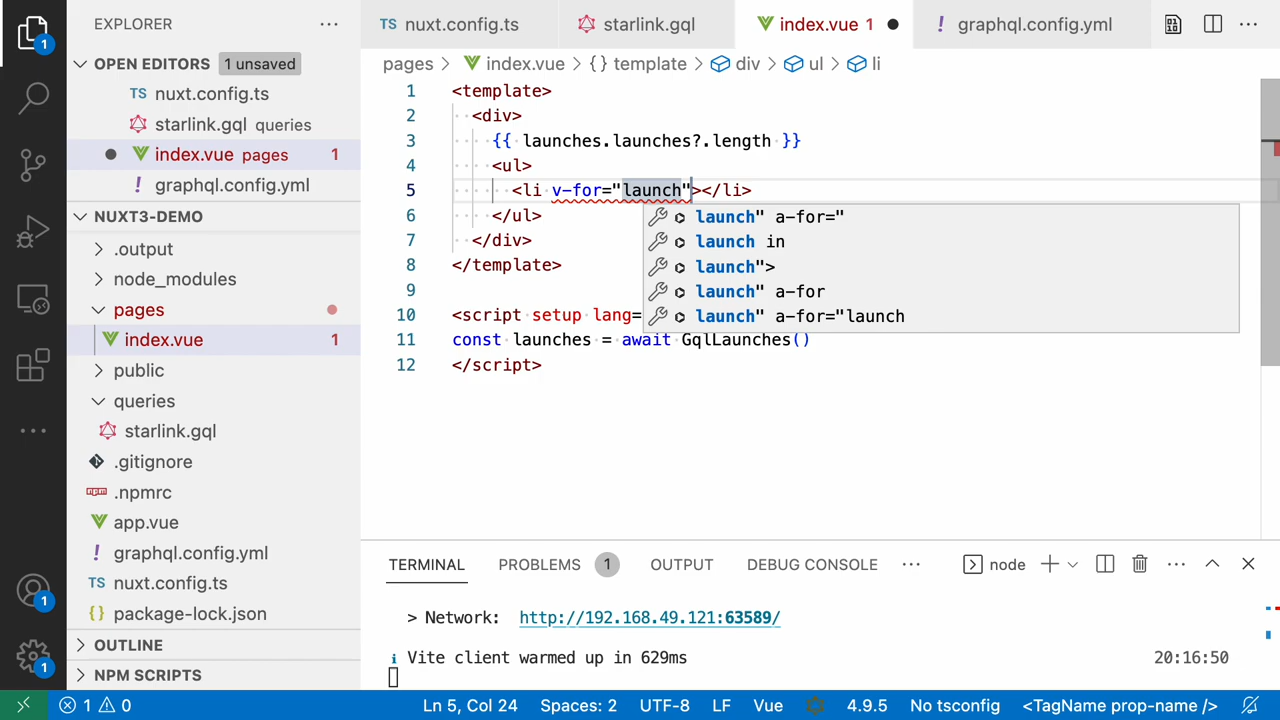 EXPLORER
OPEN EDITORS 1 unsaved
TS nuxt.config.ts
starlink.gql queries
index.vue pages 1
! graphql.config.yml
NUXT3-DEMO
.output
node_modules
pages
index.vue 1
public
queries
starlink.gql
.gitignore
npm .npmrc
app.vue
! graphql.config.yml
TS nuxt.config.ts
{} package-lock.json
OUTLINE
NPM SCRIPTS
1
1
1
TS nuxt.config.ts
starlink.gql
index.vue 1
! graphql.config.yml
pages > index.vue > {} template > div > ul > li
1 <template>
2 <div>
3 {{ launches.launches?.length }}
4 <ul>
5 <li v-for="launch"></li>
6 </ul>
7 </div>
8 </template>
9
10 <script setup lang=
11 const launches = await GqlLaunches()
12 </script>
launch" a-for="
launch in
launch">
launch" a-for
launch" a-for="launch
TERMINAL PROBLEMS 1 OUTPUT DEBUG CONSOLE node
> Network: http://192.168.49.121:63589/
i Vite client warmed up in 629ms 20:16:50
1 0 Ln 5, Col 24 Spaces: 2 UTF-8 LF Vue 4.9.5 No tsconfig <TagName prop-name />